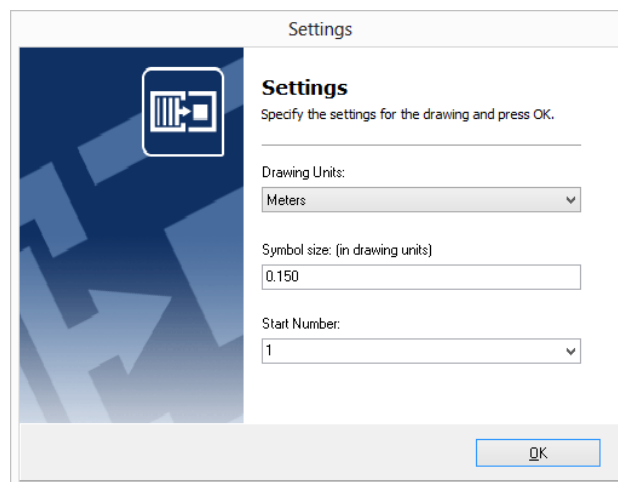 Settings
Settings
Specify the settings for the drawing and press OK.
Drawing Units:
Meters
Symbol size: (in drawing units)
0.150
Start Number:
1
OK